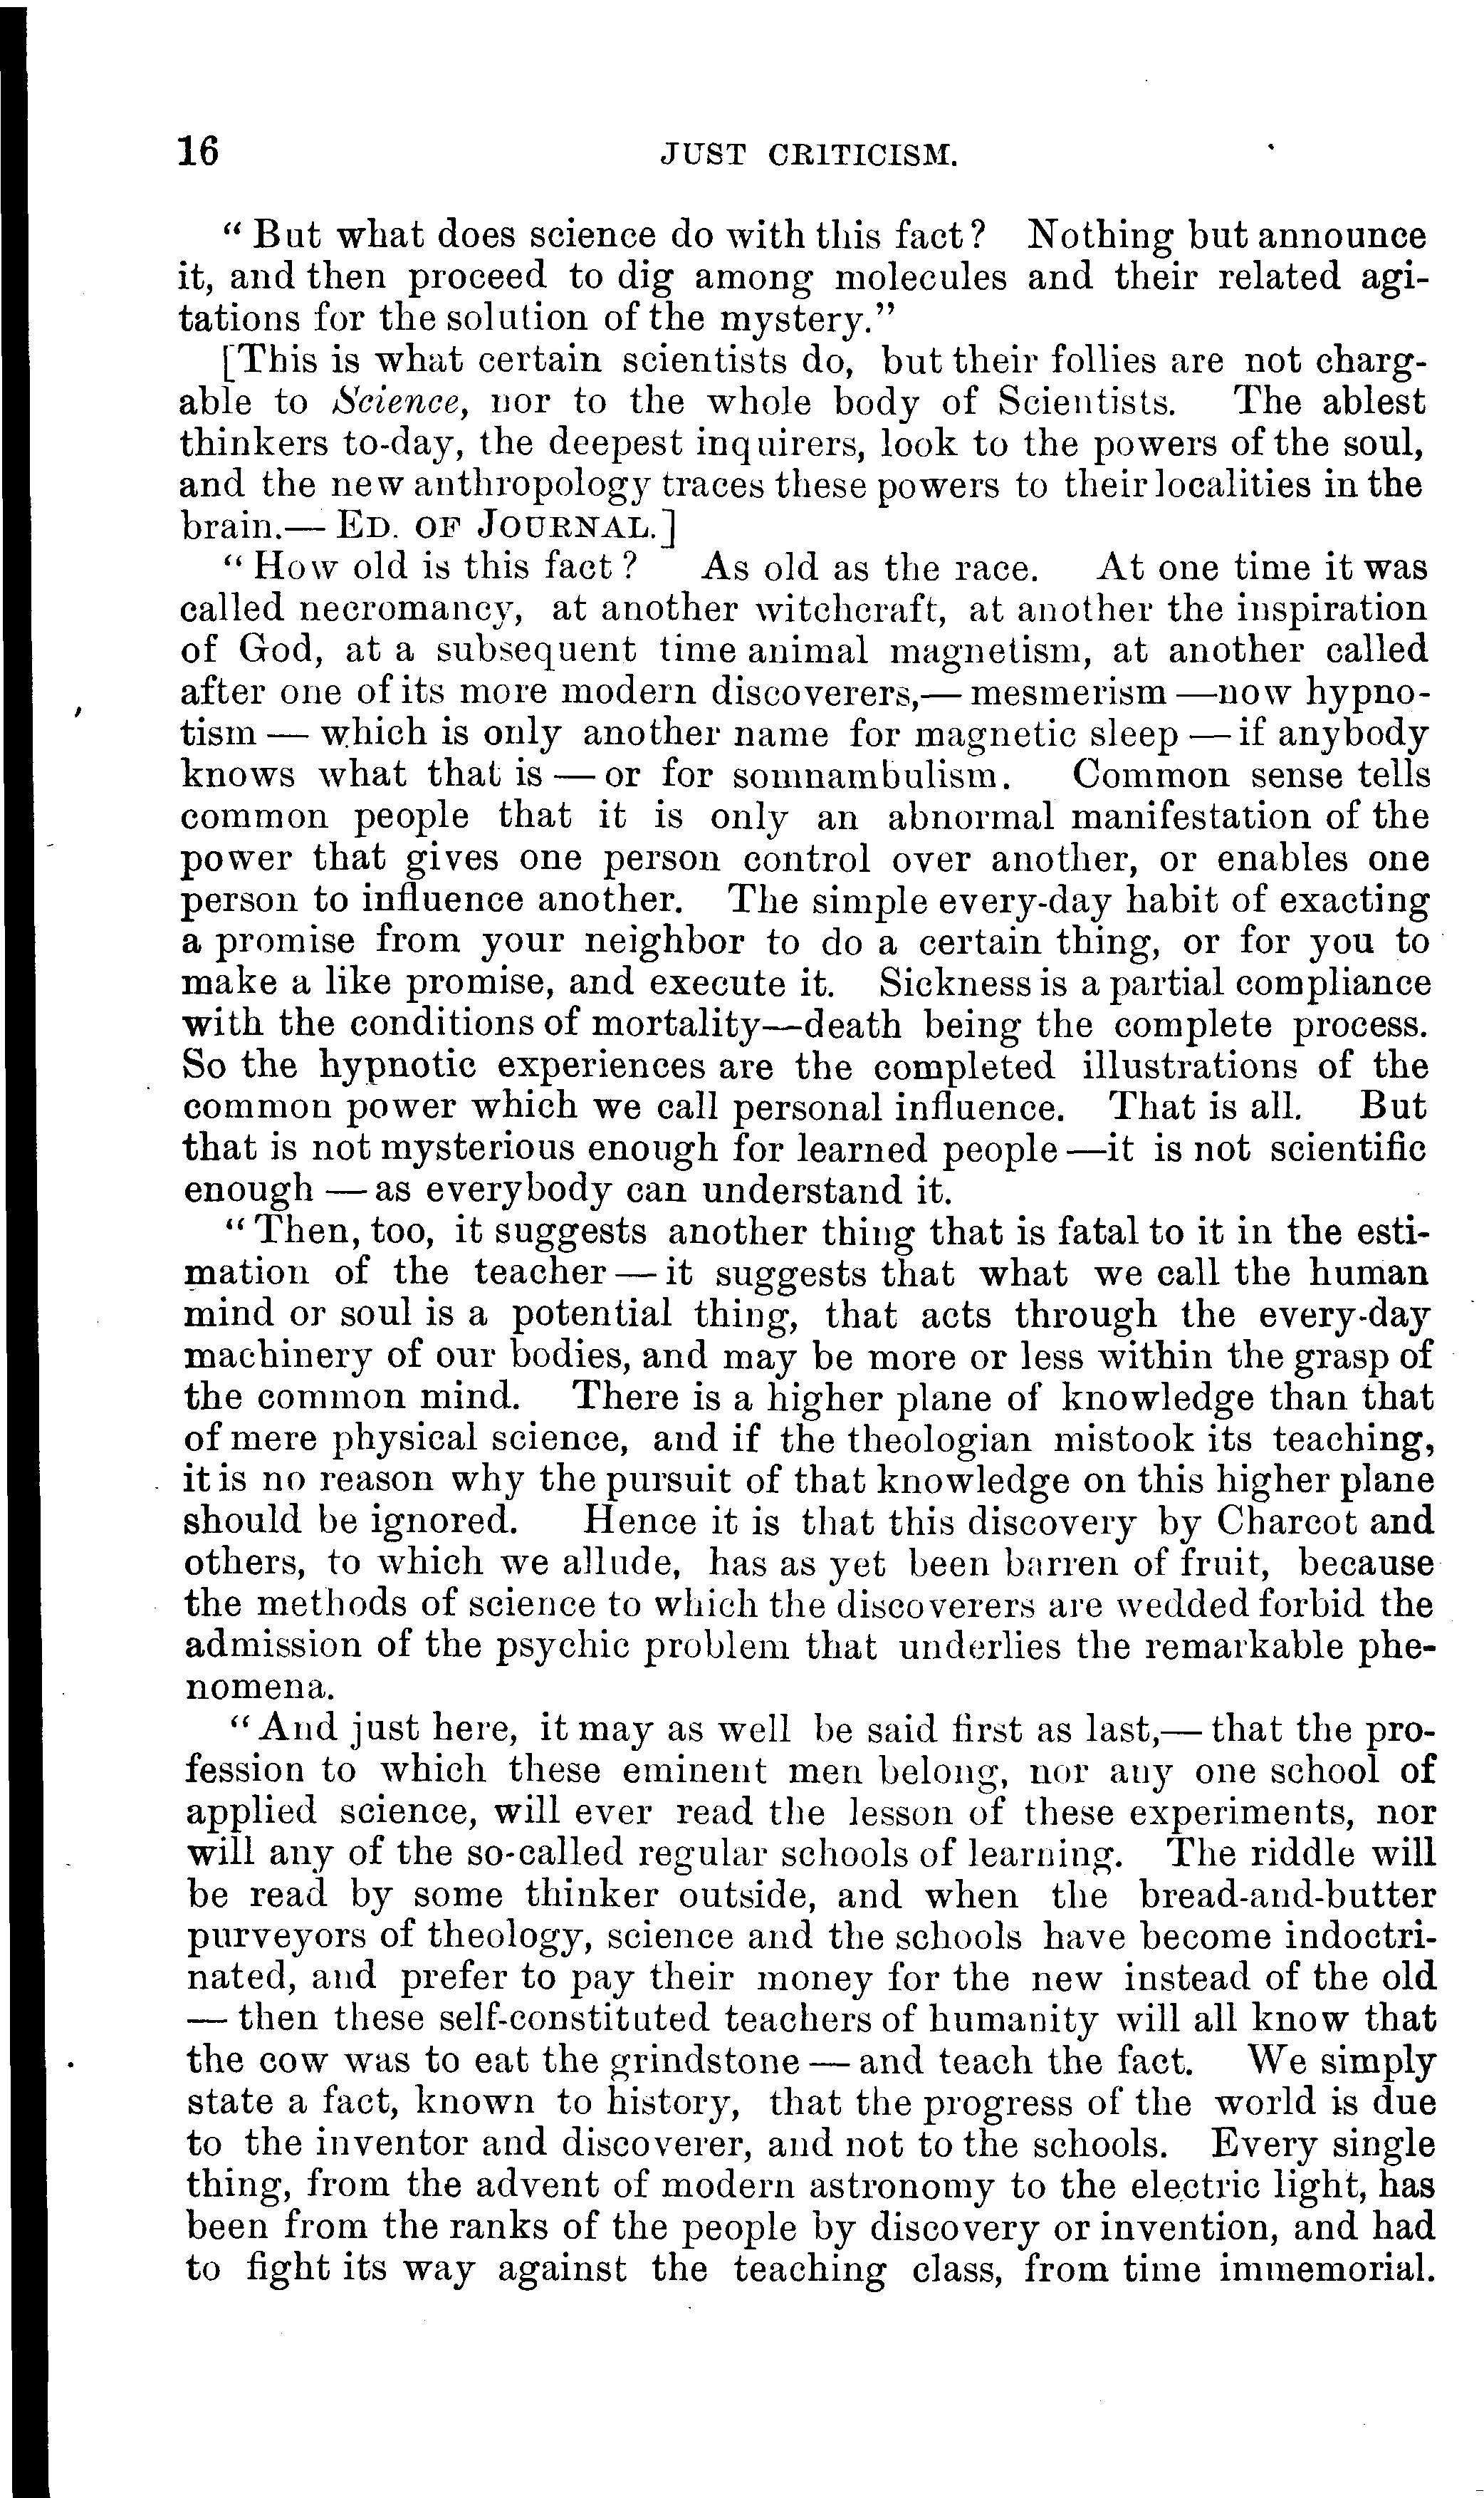 16 JUST CRITICISM.
“ But what does science do with this fact? Nothing but announce
it, and then proceed to dig among molecules and their related agi-
tations for the solution of the mystery.”
[This is what certain scientists do, but their follies are not charg-
able to Science, nor to the whole body of Scientists. The ablest
thinkers to-day, the deepest inquirers, look to the powers of the soul,
and the new anthropology traces these powers to their localities in the
brain.— ED. OF JOURNAL.]
“ How old is this fact? As old as the race. At one time it was
called necromancy, at another witchcraft, at another the inspiration
of God, at a subsequent time animal magnetism, at another called
after one of its more modern discoverers,— mesmerism —now hypno-
tism — which is only another name for magnetic sleep — if anybody
knows what that is — or for somnambulism. Common sense tells
common people that it is only an abnormal manifestation of the
power that gives one person control over another, or enables one
person to influence another. The simple every-day habit of exacting
a promise from your neighbor to do a certain thing, or for you to
make a like promise, and execute it. Sickness is a partial compliance
with the conditions of mortality—death being the complete process.
So the hypnotic experiences are the completed illustrations of the
common power which we call personal influence. That is all. But
that is not mysterious enough for learned people —it is not scientific
enough — as everybody can understand it.
“ Then, too, it suggests another thing that is fatal to it in the esti-
mation of the teacher — it suggests that what we call the human
mind or soul is a potential thing, that acts through the every-day
machinery of our bodies, and may be more or less within the grasp of
the common mind. There is a higher plane of knowledge than that
of mere physical science, and if the theologian mistook its teaching,
it is no reason why the pursuit of that knowledge on this higher plane
should be ignored. Hence it is that this discovery by Charcot and
others, to which we allude, has as yet been barren of fruit, because
the methods of science to which the discoverers are wedded forbid the
admission of the psychic problem that underlies the remarkable phe-
nomena.
“ And just here, it may as well be said first as last,— that the pro-
fession to which these eminent men belong, nor any one school of
applied science, will ever read the lesson of these experiments, nor
will any of the so-called regular schools of learning. The riddle will
be read by some thinker outside, and when the bread-and-butter
purveyors of theology, science and the schools have become indoctri-
nated, and prefer to pay their money for the new instead of the old
— then these self-constituted teachers of humanity will all know that
the cow was to eat the grindstone — and teach the fact. We simply
state a fact, known to history, that the progress of the world is due
to the inventor and discoverer, and not to the schools. Every single
thing, from the advent of modern astronomy to the electric light, has
been from the ranks of the people by discovery or invention, and had
to fight its way against the teaching class, from time immemorial.